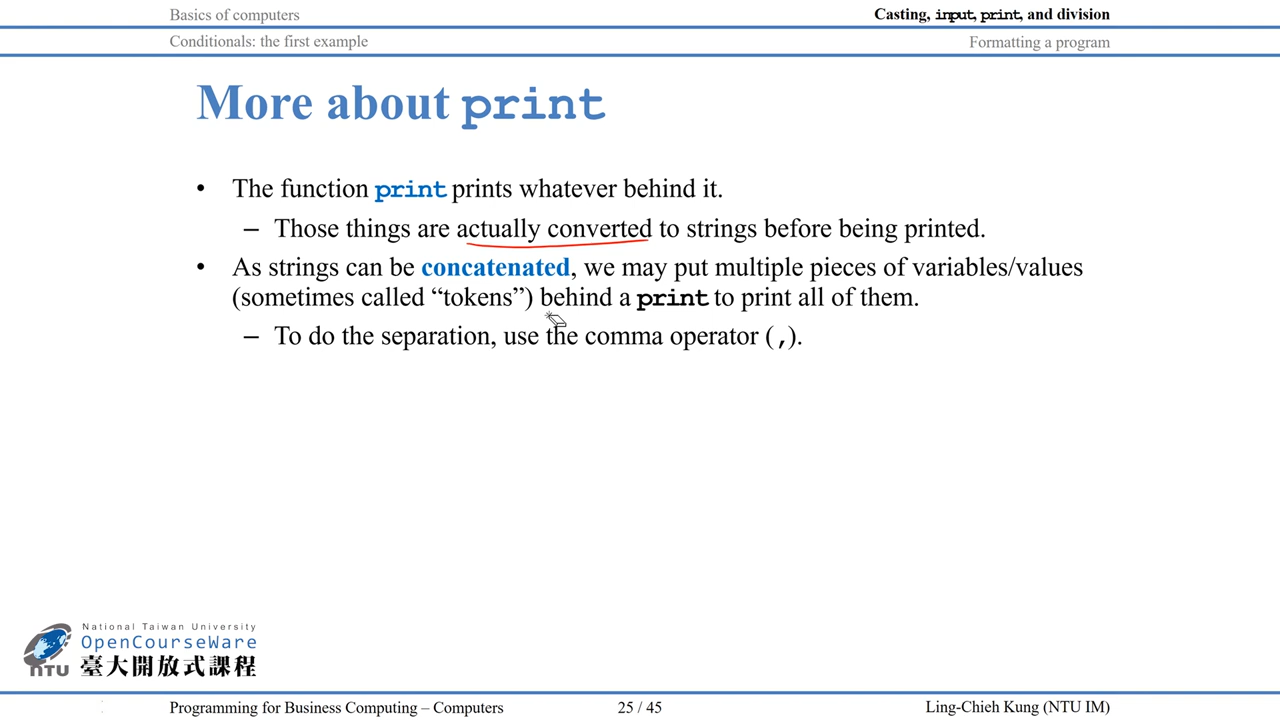 Basics of computers
Casting, input, print, and division
Conditionals: the first example
Formatting a program
More about print
• The function print prints whatever behind it.
– Those things are actually converted to strings before being printed.
• As strings can be concatenated, we may put multiple pieces of variables/values
(sometimes called “tokens”) behind a print to print all of them.
– To do the separation, use the comma operator (,).
National Taiwan University
OpenCourseWare
臺大開放式課程
NTU
Programming for Business Computing – Computers
25 / 45
Ling-Chieh Kung (NTU IM)